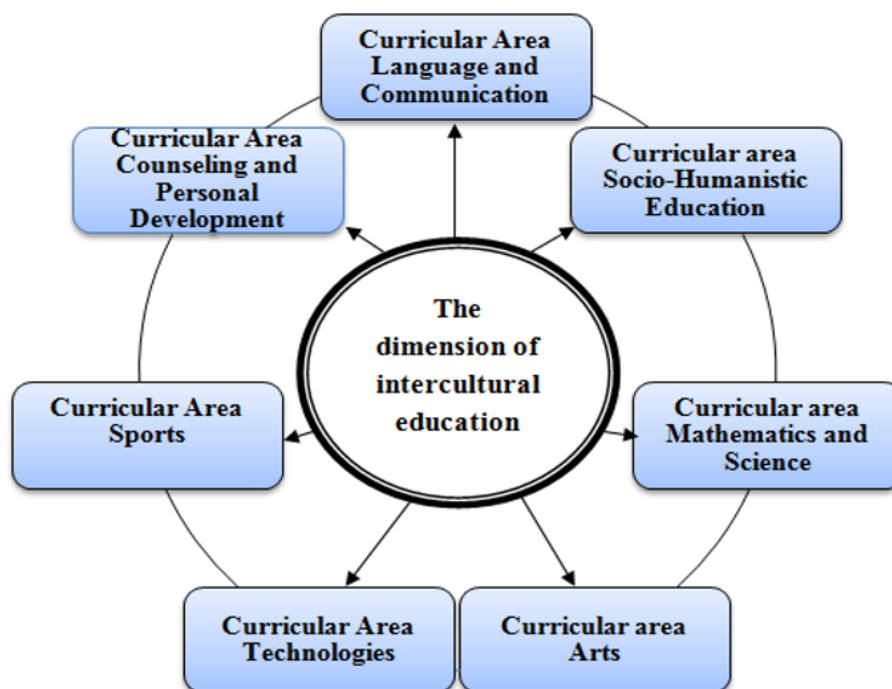 Curricular Area
Language and
Communication
Curricular Area
Counseling and
Personal
Development
Curricular area
Socio-Humanistic
Education
The
dimension of
intercultural
education
Curricular Area
Sports
Curricular area
Mathematics and
Science
Curricular Area
Technologies
Curricular area
Arts